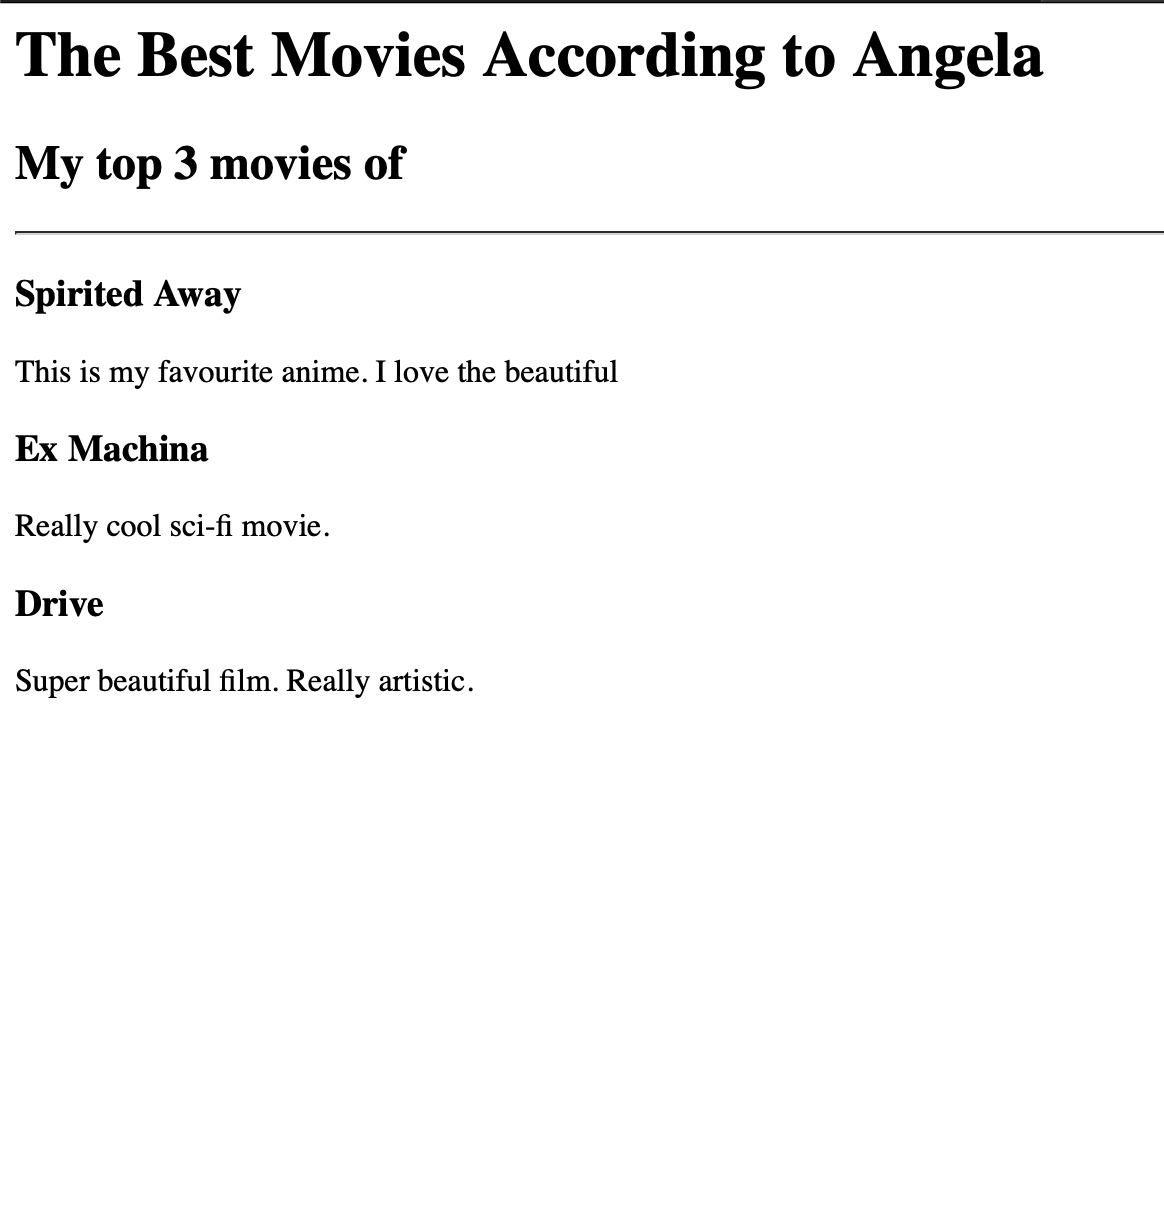 The Best Movies According to Angela
My top 3 movies of
Spirited Away
This is my favourite anime. I love the beautiful
Ex Machina
Really cool sci-fi movie.
Drive
Super beautiful film. Really artistic.